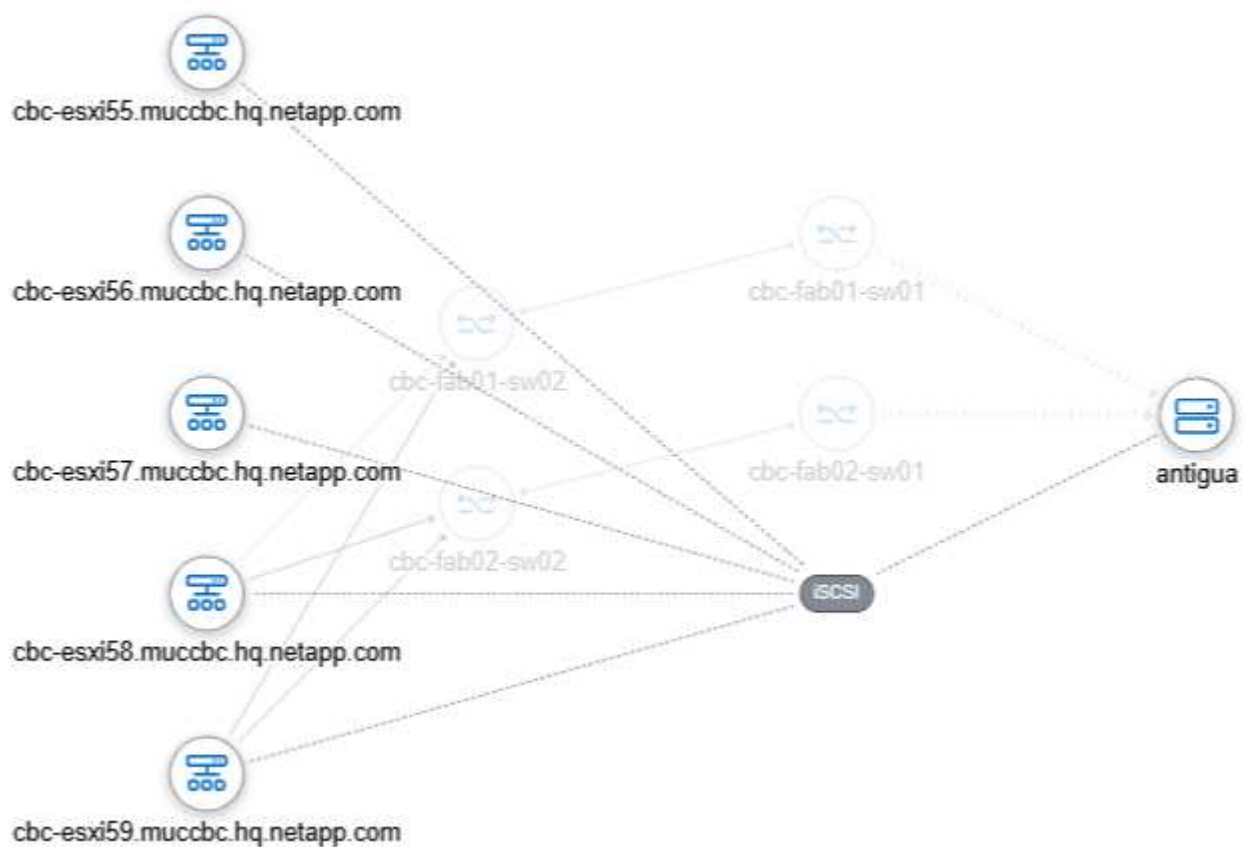 cbc-esxi55.muccbc.hq.netapp.com
cbc-esxi56.muccbc.hq.netapp.com
cbc-fab01-sw01
cbc-fab01-sw02
cbc-esxi57.muccbc.hq.netapp.com
cbc-fab02-sw01
antigua
cbc-fab02-sw02
iSCSI
cbc-esxi58.muccbc.hq.netapp.com
cbc-esxi59.muccbc.hq.netapp.com